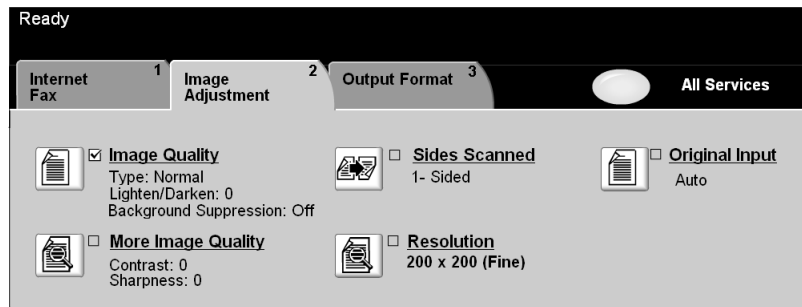 Ready
Internet Fax 1
Image Adjustment 2
Output Format 3
All Services
Image Quality
Type: Normal
Lighten/Darken: 0
Background Suppression: Off
Sides Scanned
1- Sided
Original Input
Auto
More Image Quality
Contrast: 0
Sharpness: 0
Resolution
200 x 200 (Fine)